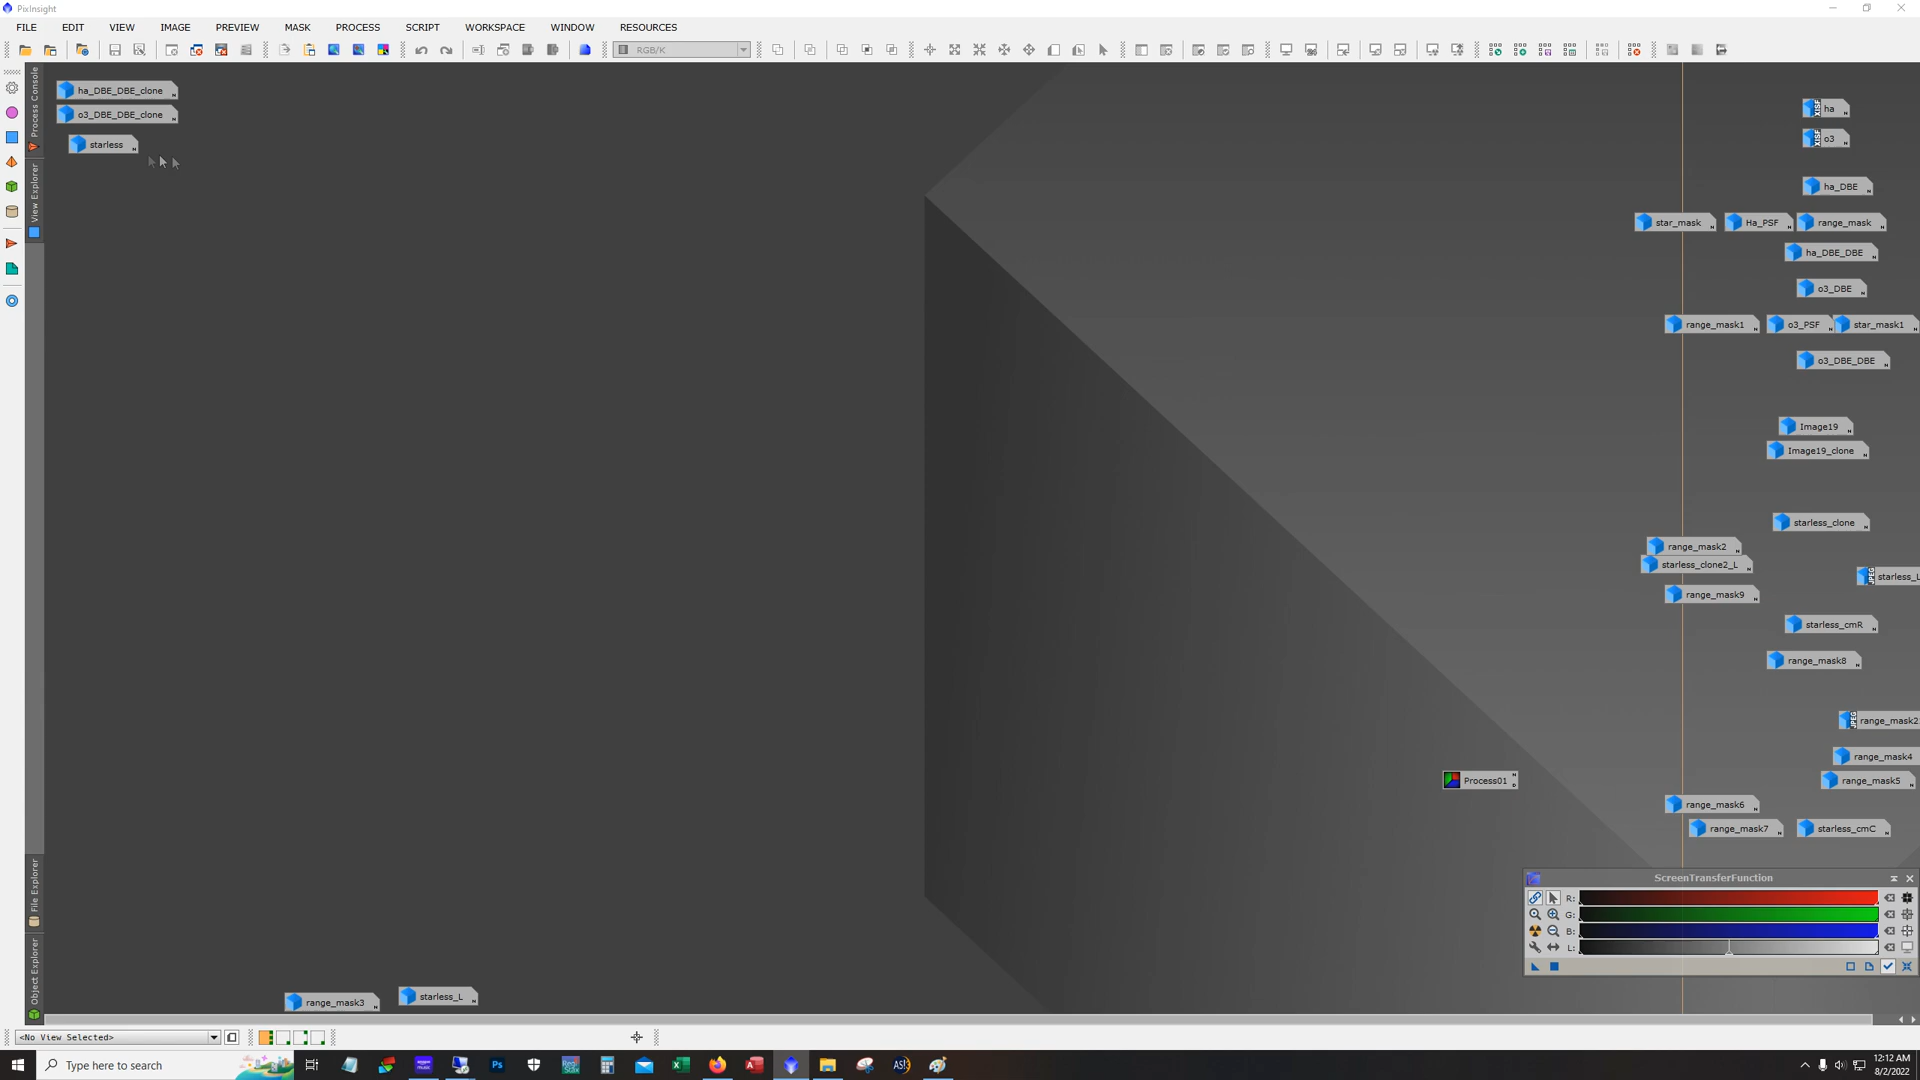 PixInsight
FILE EDIT VIEW IMAGE PREVIEW MASK PROCESS SCRIPT WORKSPACE WINDOW RESOURCES
RGB/K
Process Console
View Explorer
File Explorer
Object Explorer
ha_DBE_DBE_clone
o3_DBE_DBE_clone
starless
ha
o3
ha_DBE
star_mask Ha_PSF range_mask
ha_DBE_DBE
o3_DBE
range_mask1 o3_PSF star_mask1
o3_DBE_DBE
Image19
Image19_clone
starless_clone
range_mask2
starless_clone2_L
starless_L
range_mask9
starless_cmR
range_mask8
range_mask2
range_mask4
Process01 range_mask5
range_mask6
range_mask7 starless_cmC
ScreenTransferFunction
R:
G:
B:
L:
range_mask3 starless_L
<No View Selected>
Type here to search
12:12 AM
8/2/2022